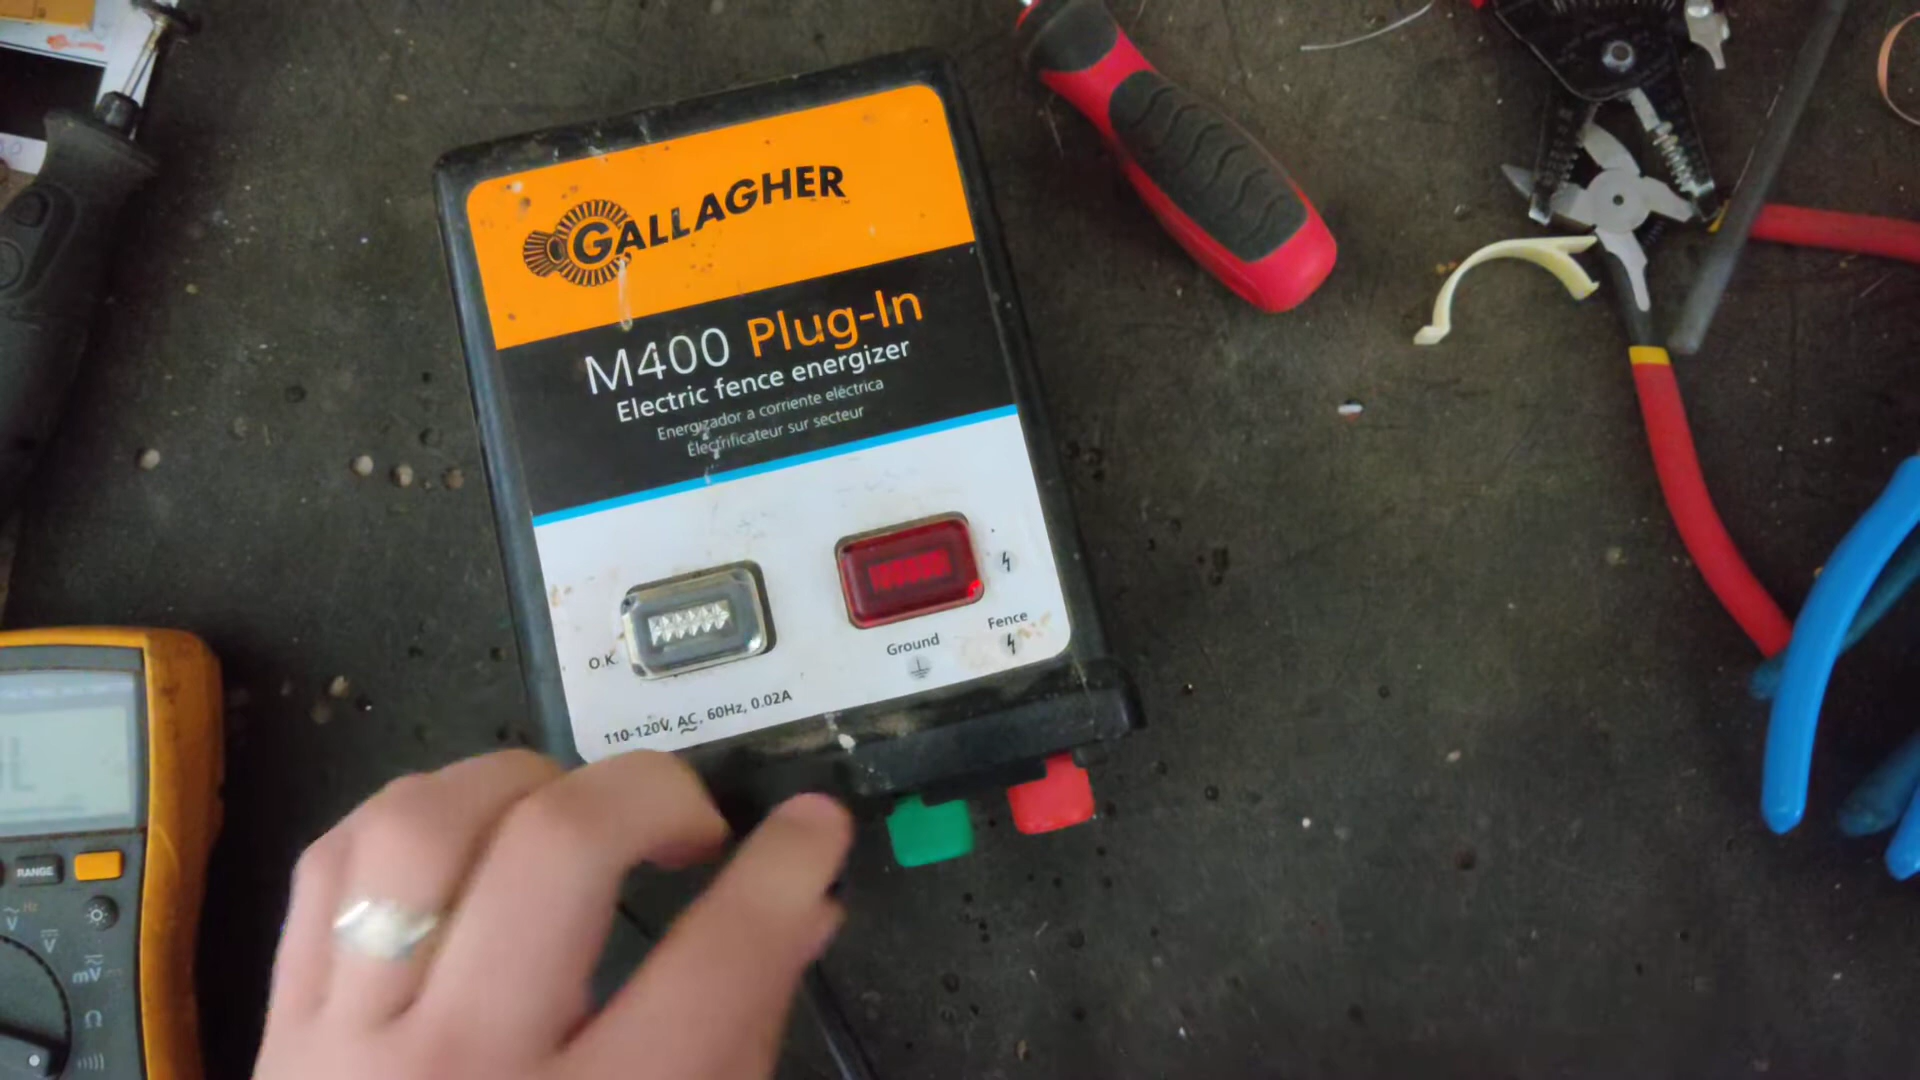 GALLAGHER
M400 Plug-In
Electric fence energizer
Energizador a corriente eléctrica
Électrificateur sur secteur
O.K.
Ground
Fence
110-120V, AC, 60Hz, 0.02A
RANGE
Hz
V
V
mV
Ω